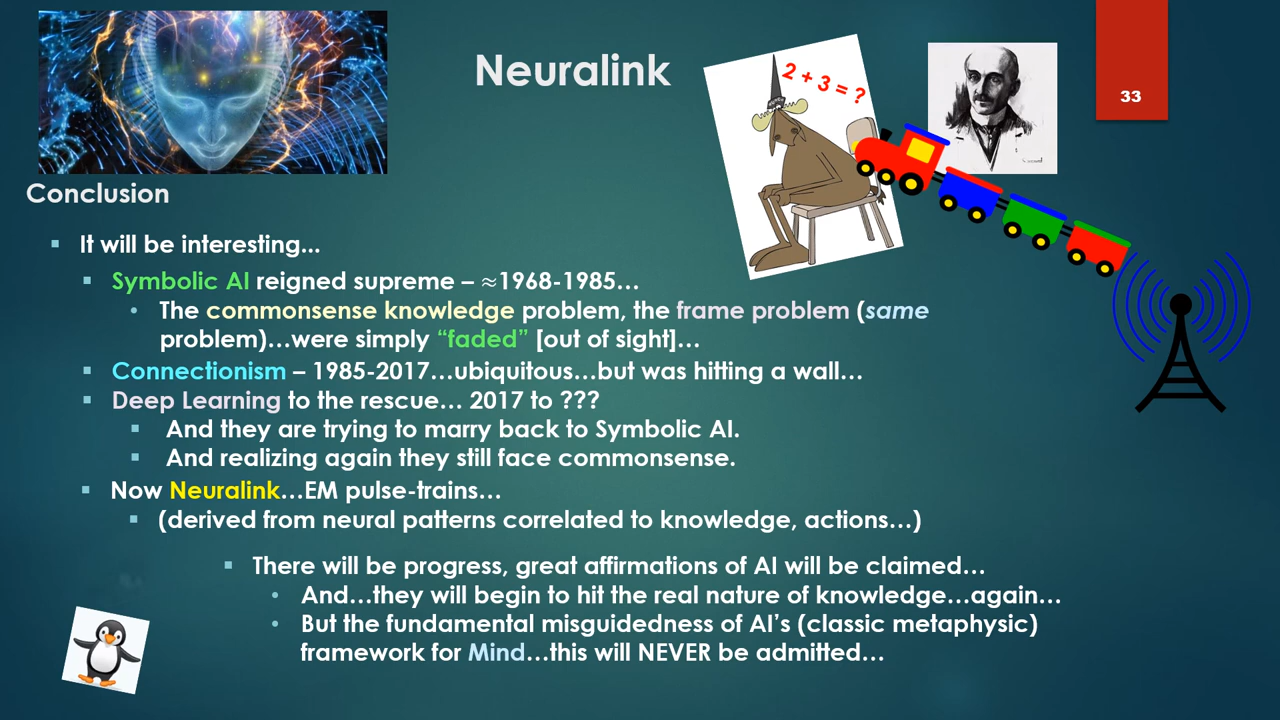 Neuralink
2 + 3 = ?
33
Conclusion
▪ It will be interesting...
▪ Symbolic AI reigned supreme – ≈1968-1985…
• The commonsense knowledge problem, the frame problem (same
problem)…were simply “faded” [out of sight]…
▪ Connectionism – 1985-2017…ubiquitous…but was hitting a wall…
▪ Deep Learning to the rescue… 2017 to ???
▪ And they are trying to marry back to Symbolic AI.
▪ And realizing again they still face commonsense.
▪ Now Neuralink…EM pulse-trains…
▪ (derived from neural patterns correlated to knowledge, actions…)
▪ There will be progress, great affirmations of AI will be claimed…
• And…they will begin to hit the real nature of knowledge…again…
• But the fundamental misguidedness of AI’s (classic metaphysic)
framework for Mind…this will NEVER be admitted…